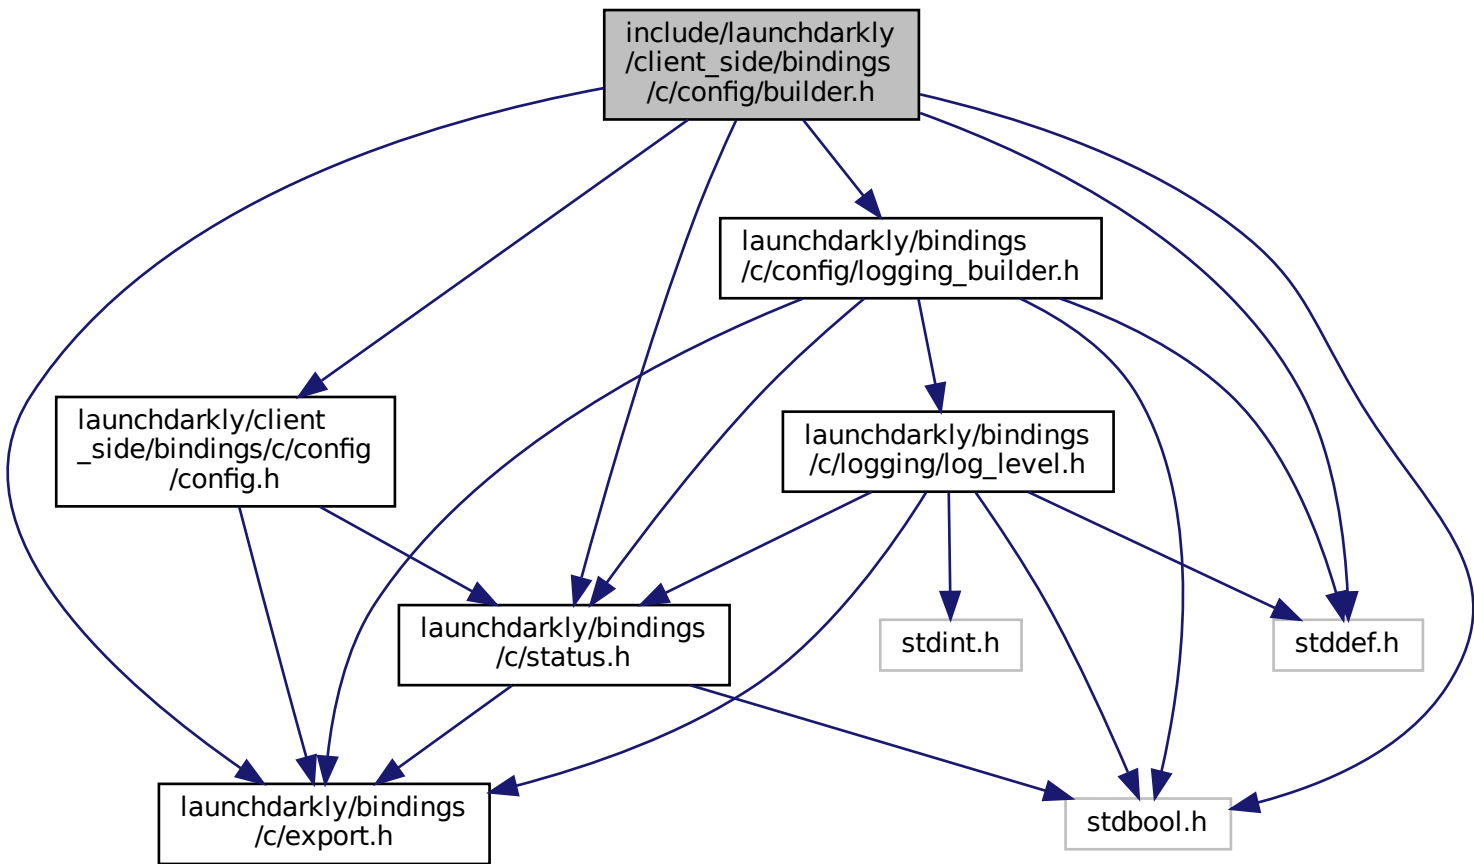 include/launchdarkly
/client_side/bindings
/c/config/builder.h
launchdarkly/bindings
/c/config/logging_builder.h
launchdarkly/client
_side/bindings/c/config
/config.h
launchdarkly/bindings
/c/logging/log_level.h
launchdarkly/bindings
/c/status.h
stdint.h
stddef.h
launchdarkly/bindings
/c/export.h
stdbool.h